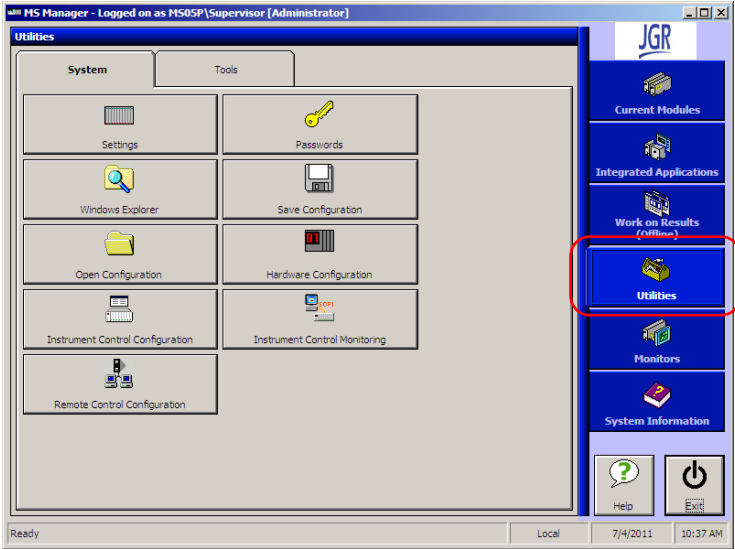 MS Manager - Logged on as MS05P\Supervisor [Administrator]
Utilities
System
Tools
Settings
Passwords
Windows Explorer
Save Configuration
Open Configuration
01
Hardware Configuration
Instrument Control Configuration
SCPI
Instrument Control Monitoring
Remote Control Configuration
JGR
Current Modules
Integrated Applications
Work on Results
(Offline)
Utilities
Monitors
System Information
?
Help
Exit
Ready
Local
7/4/2011
10:37 AM